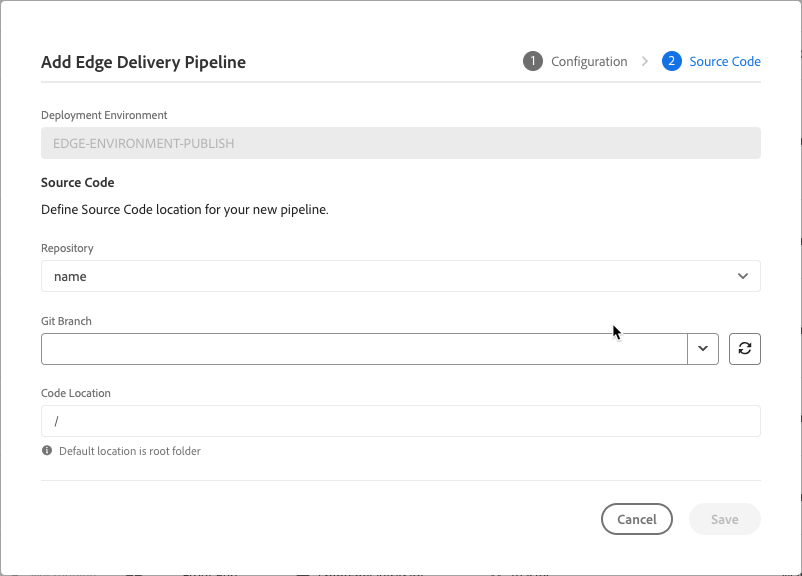 Add Edge Delivery Pipeline
1 Configuration > 2 Source Code
Deployment Environment
EDGE-ENVIRONMENT-PUBLISH
Source Code
Define Source Code location for your new pipeline.
Repository
name
Git Branch
Code Location
/
Default location is root folder
Cancel Save